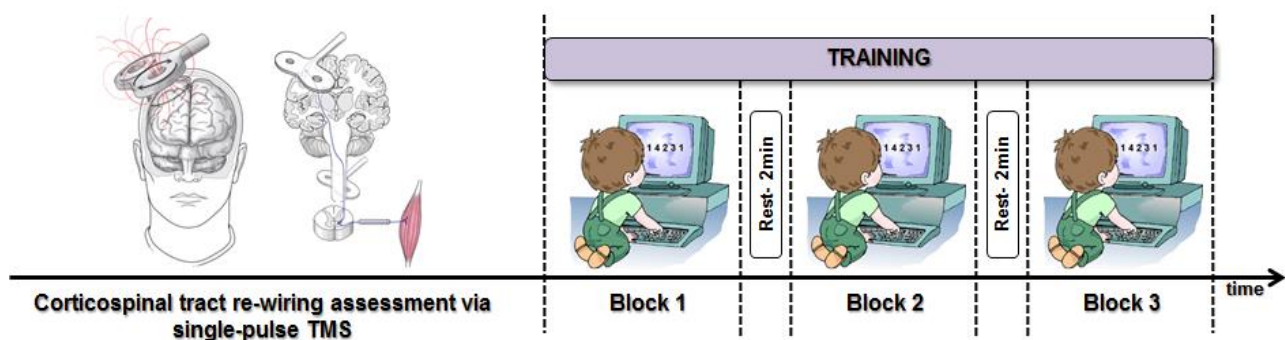 TRAINING
14231
Rest- 2min
14231
Rest- 2min
14231
time
Corticospinal tract re-wiring assessment via
single-pulse TMS
Block 1
Block 2
Block 3